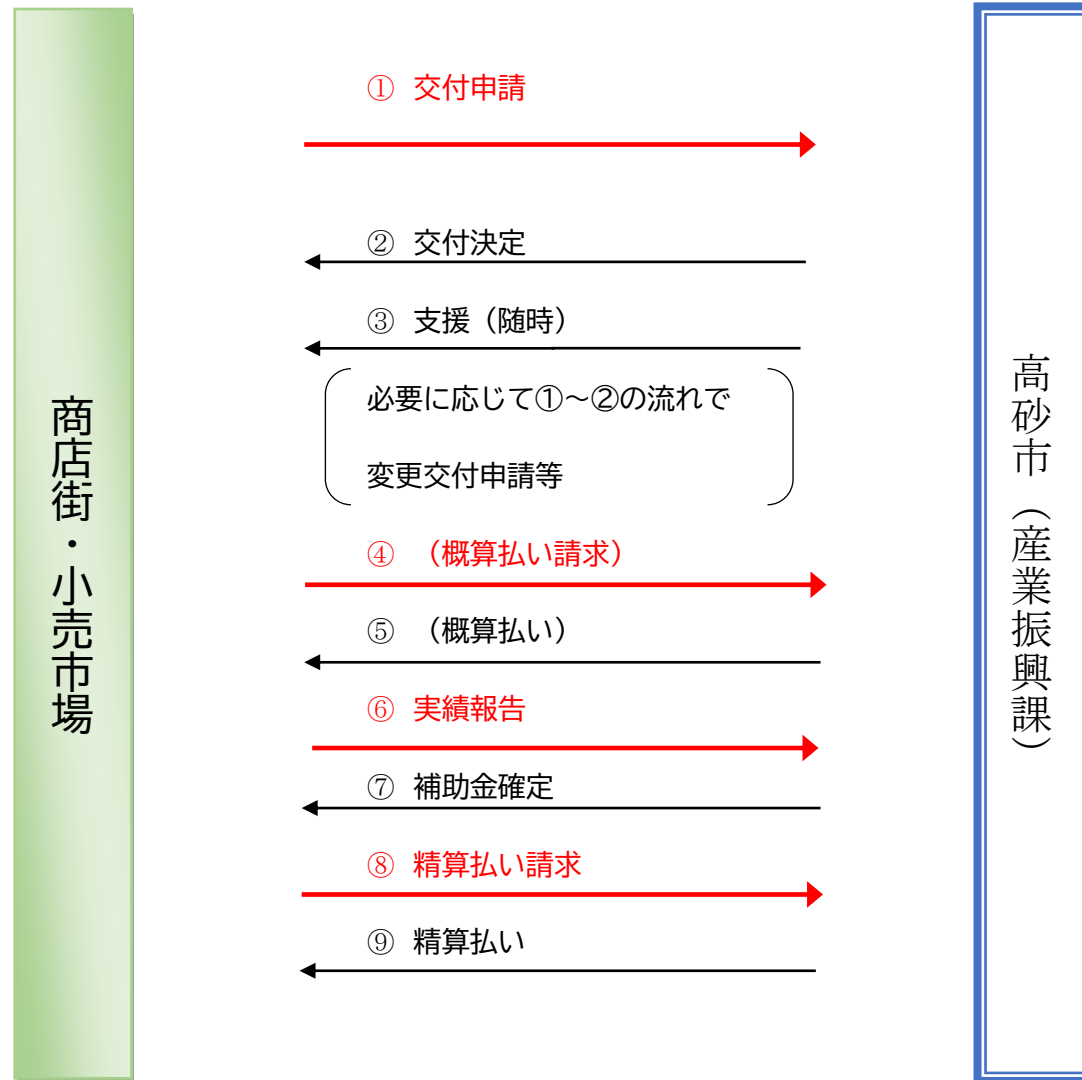 商店街・小売市場
① 交付申請
② 交付決定
③ 支援（随時）
必要に応じて①～②の流れで
変更交付申請等
④ （概算払い請求）
⑤ （概算払い）
⑥ 実績報告
⑦ 補助金確定
⑧ 精算払い請求
⑨ 精算払い
高砂市（産業振興課）